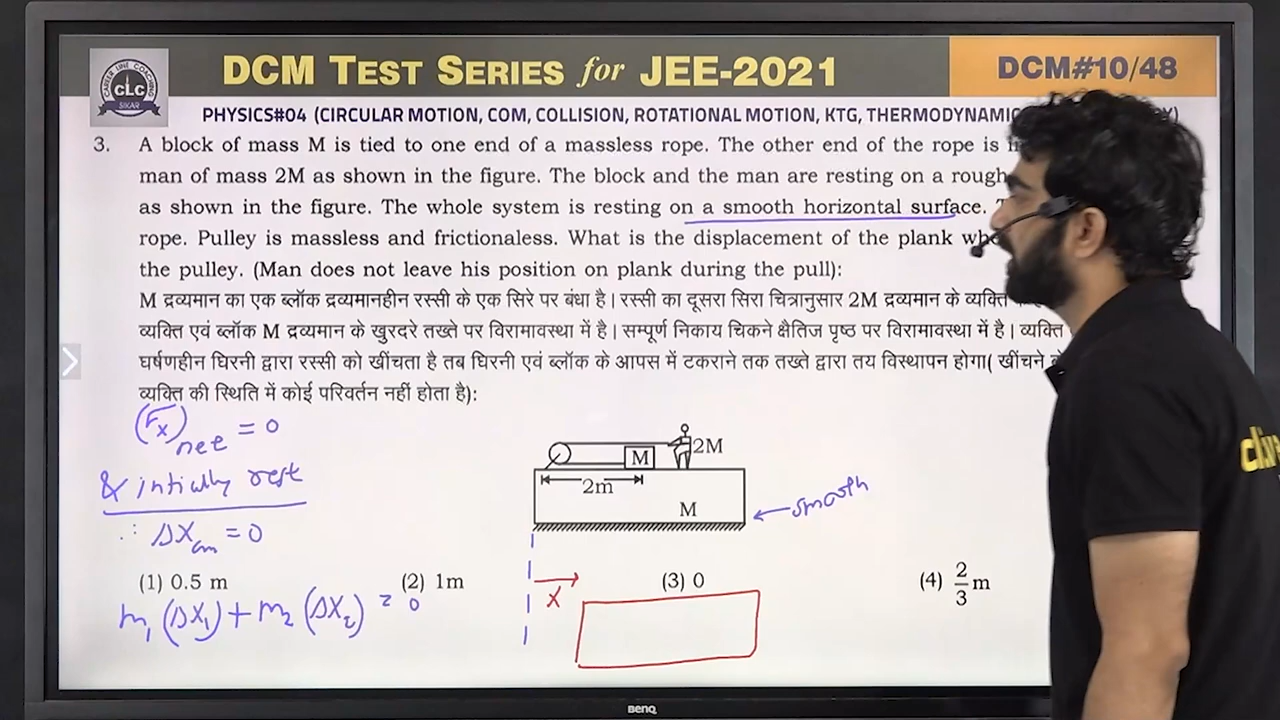 DCM TEST SERIES for JEE-2021
DCM#10/48
CAREER LINE COACHING
CLC
SIKAR
PHYSICS#04 (CIRCULAR MOTION, COM, COLLISION, ROTATIONAL MOTION, KTG, THERMODYNAMIC
3. A block of mass M is tied to one end of a massless rope. The other end of the rope is
man of mass 2M as shown in the figure. The block and the man are resting on a rough
as shown in the figure. The whole system is resting on a smooth horizontal surface.
rope. Pulley is massless and frictionaless. What is the displacement of the plank
the pulley. (Man does not leave his position on plank during the pull):
M द्रव्यमान का एक ब्लॉक द्रव्यमानहीन रस्सी के एक सिरे पर बंधा है। रस्सी का दूसरा सिरा चित्रानुसार 2M द्रव्यमान के व्यक्ति
व्यक्ति एवं ब्लॉक M द्रव्यमान के खुरदरे तख्ते पर विरामावस्था में है। सम्पूर्ण निकाय चिकने क्षैतिज पृष्ठ पर विरामावस्था में है। व्यक्ति
घर्षणहीन घिरनी द्वारा रस्सी को खींचता है तब घिरनी एवं ब्लॉक के आपस में टकराने तक तख्ते द्वारा तय विस्थापन होगा( खींचने
व्यक्ति की स्थिति में कोई परिवर्तन नहीं होता है):
(Fx)net = 0
& intially rest
∴ ΔXcm = 0
M
2M
2m
M
← smooth
(1) 0.5 m (2) 1m (3) 0 (4) 2/3 m
m1 (ΔX1) + m2 (ΔX2) = 0
x
BenQ